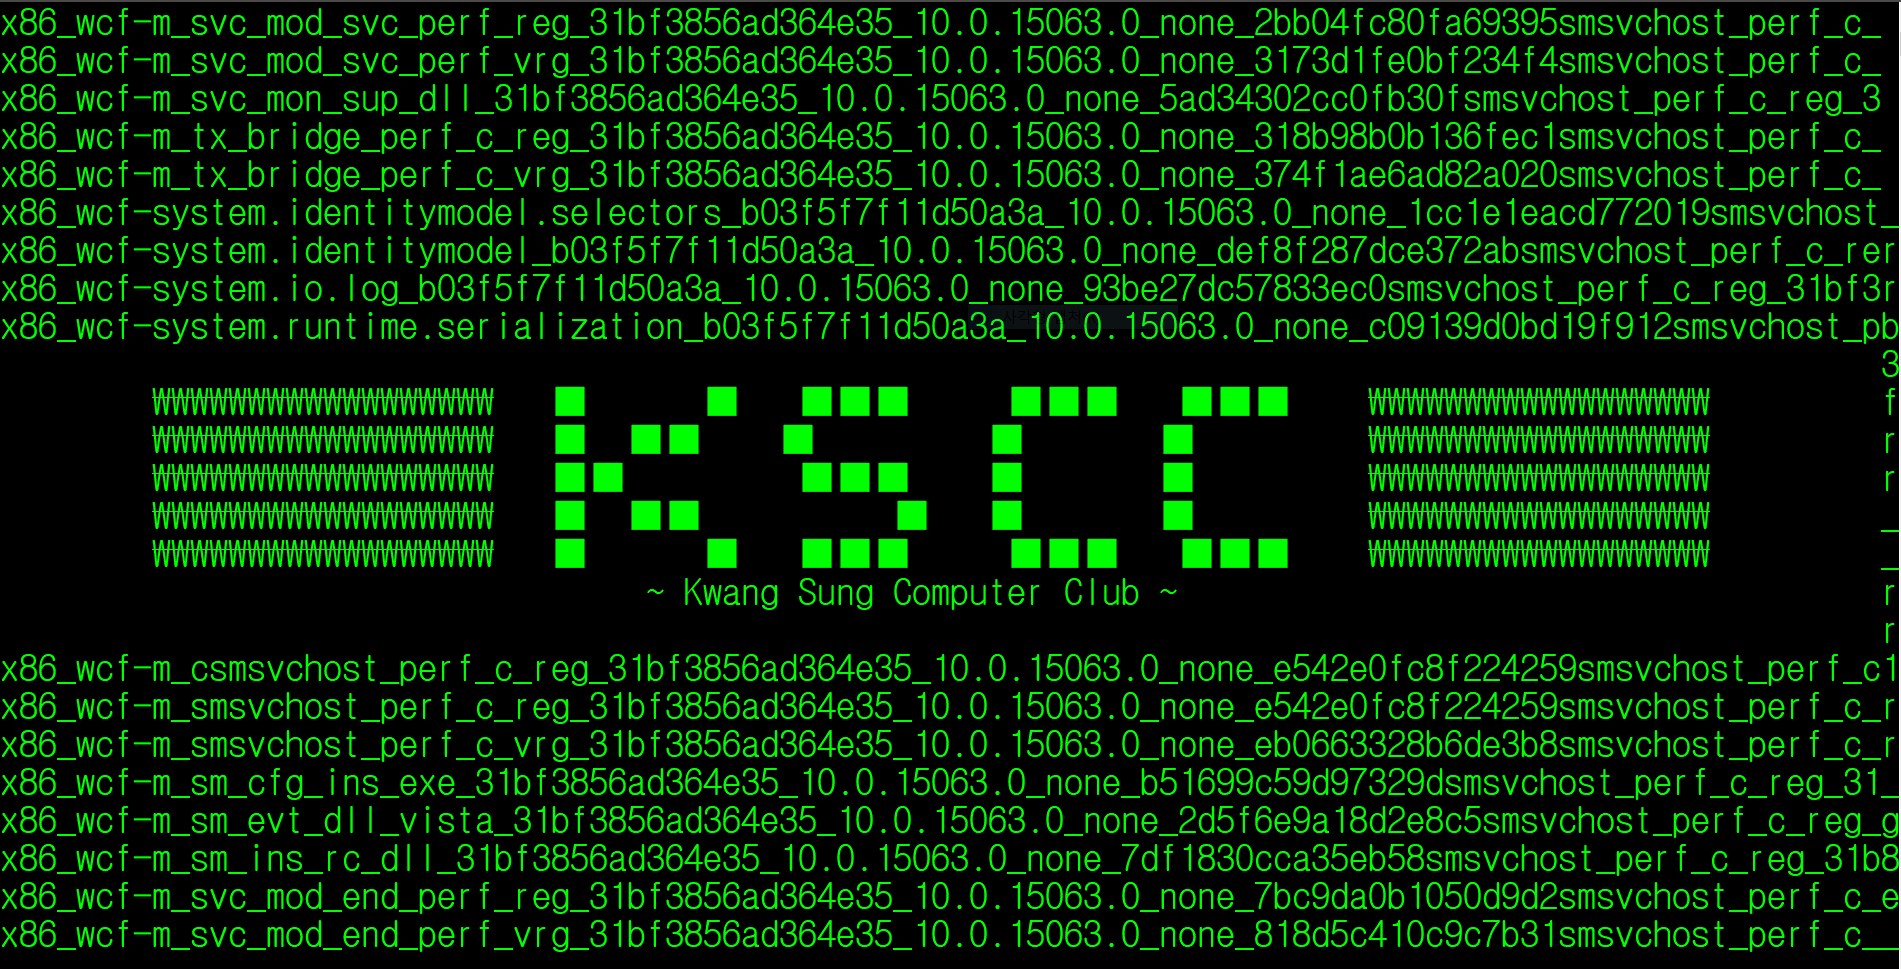 x86_wcf-m_svc_mod_svc_perf_reg_31bf3856ad364e35_10.0.15063.0_none_2bb04fc80fa69395smsvchost_perf_c_
x86_wcf-m_svc_mod_svc_perf_vrg_31bf3856ad364e35_10.0.15063.0_none_3173d1fe0bf234f4smsvchost_perf_c_
x86_wcf-m_svc_mon_sup_dll_31bf3856ad364e35_10.0.15063.0_none_5ad34302cc0fb30fsmsvchost_perf_c_reg_3
x86_wcf-m_tx_bridge_perf_c_reg_31bf3856ad364e35_10.0.15063.0_none_318b98b0b136fec1smsvchost_perf_c_
x86_wcf-m_tx_bridge_perf_c_vrg_31bf3856ad364e35_10.0.15063.0_none_374f1ae6ad82a020smsvchost_perf_c_
x86_wcf-system.identitymodel.selectors_b03f5f7f11d50a3a_10.0.15063.0_none_1cc1e1eacd772019smsvchost_
x86_wcf-system.identitymodel_b03f5f7f11d50a3a_10.0.15063.0_none_def8f287dce372absmsvchost_perf_c_rer
x86_wcf-system.io.log_b03f5f7f11d50a3a_10.0.15063.0_none_93be27dc57833ec0smsvchost_perf_c_reg_31bf3r
x86_wcf-system.runtime.serialization_b03f5f7f11d50a3a_10.0.15063.0_none_c09139d0bd19f912smsvchost_pb
3
f
r
r
_
_
r
r
KSCC
~ Kwang Sung Computer Club ~
x86_wcf-m_csmsvchost_perf_c_reg_31bf3856ad364e35_10.0.15063.0_none_e542e0fc8f224259smsvchost_perf_c1
x86_wcf-m_smsvchost_perf_c_reg_31bf3856ad364e35_10.0.15063.0_none_e542e0fc8f224259smsvchost_perf_c_r
x86_wcf-m_smsvchost_perf_c_vrg_31bf3856ad364e35_10.0.15063.0_none_eb0663328b6de3b8smsvchost_perf_c_r
x86_wcf-m_sm_cfg_ins_exe_31bf3856ad364e35_10.0.15063.0_none_b51699c59d97329dsmsvchost_perf_c_reg_31_
x86_wcf-m_sm_evt_dll_vista_31bf3856ad364e35_10.0.15063.0_none_2d5f6e9a18d2e8c5smsvchost_perf_c_reg_g
x86_wcf-m_sm_ins_rc_dll_31bf3856ad364e35_10.0.15063.0_none_7df1830cca35eb58smsvchost_perf_c_reg_31b8
x86_wcf-m_svc_mod_end_perf_reg_31bf3856ad364e35_10.0.15063.0_none_7bc9da0b1050d9d2smsvchost_perf_c_e
x86_wcf-m_svc_mod_end_perf_vrg_31bf3856ad364e35_10.0.15063.0_none_818d5c410c9c7b31smsvchost_perf_c__